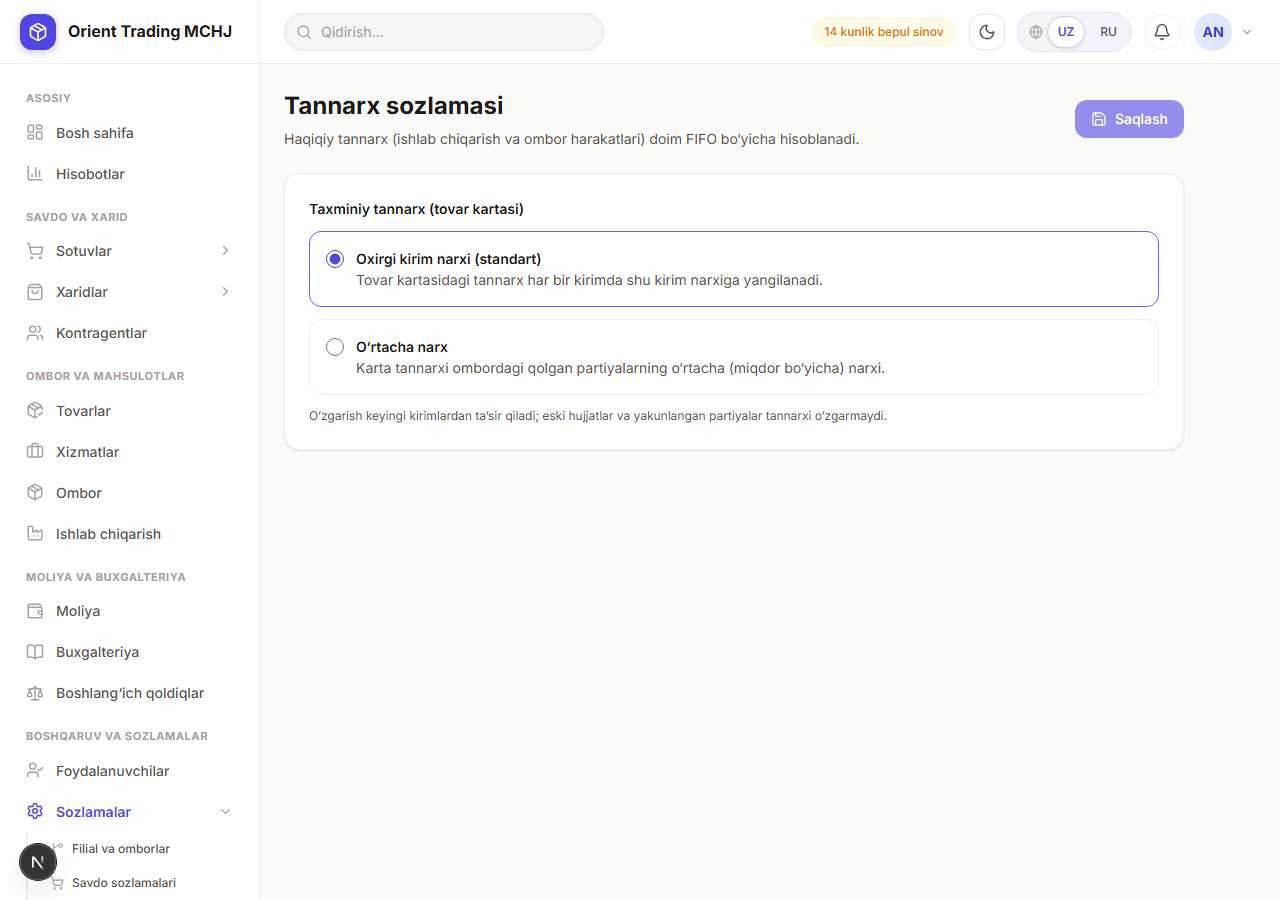 Orient Trading MCHJ
Qidirish...
14 kunlik bepul sinov
UZ
RU
AN
ASOSIY
Bosh sahifa
Hisobotlar
SAVDO VA XARID
Sotuvlar
Xaridlar
Kontragentlar
OMBOR VA MAHSULOTLAR
Tovarlar
Xizmatlar
Ombor
Ishlab chiqarish
MOLIYA VA BUXGALTERIYA
Moliya
Buxgalteriya
Boshlang‘ich qoldiqlar
BOSHQARUV VA SOZLAMALAR
Foydalanuvchilar
Sozlamalar
Filial va omborlar
Savdo sozlamalari
N
Tannarx sozlamasi
Haqiqiy tannarx (ishlab chiqarish va ombor harakatlari) doim FIFO bo‘yicha hisoblanadi.
Saqlash
Taxminiy tannarx (tovar kartasi)
Oxirgi kirim narxi (standart)
Tovar kartasidagi tannarx har bir kirimda shu kirim narxiga yangilanadi.
O‘rtacha narx
Karta tannarxi ombordagi qolgan partiyalarning o‘rtacha (miqdor bo‘yicha) narxi.
O‘zgarish keyingi kirimlardan ta’sir qiladi; eski hujjatlar va yakunlangan partiyalar tannarxi o‘zgarmaydi.